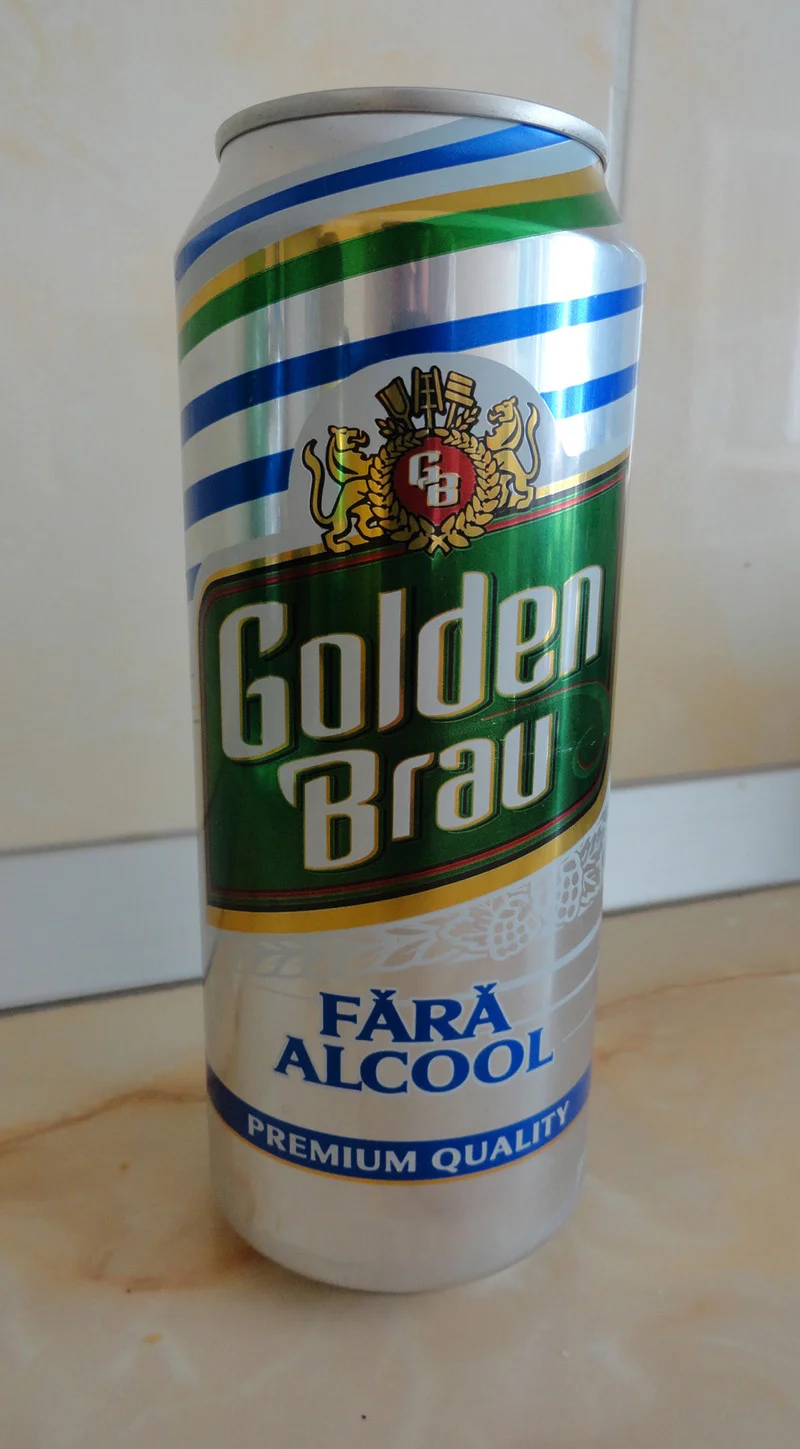 GB
Golden
Brau
FĂRĂ
ALCOOL
PREMIUM QUALITY